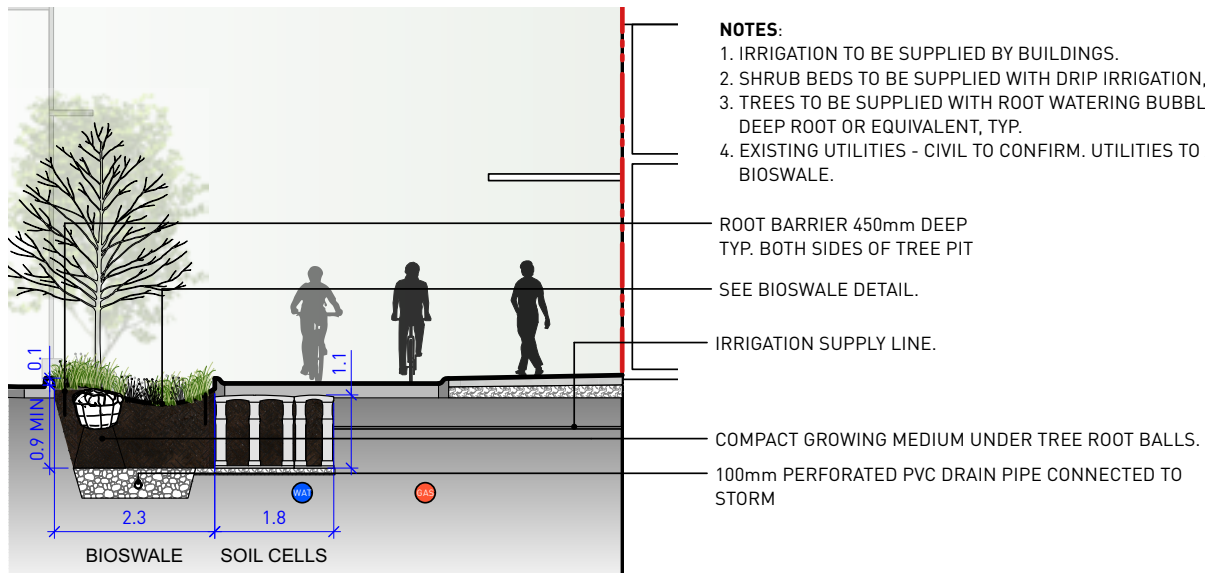 NOTES:
1. IRRIGATION TO BE SUPPLIED BY BUILDINGS.
2. SHRUB BEDS TO BE SUPPLIED WITH DRIP IRRIGATION,
3. TREES TO BE SUPPLIED WITH ROOT WATERING BUBBL
DEEP ROOT OR EQUIVALENT, TYP.
4. EXISTING UTILITIES - CIVIL TO CONFIRM. UTILITIES TO
BIOSWALE.
ROOT BARRIER 450mm DEEP
TYP. BOTH SIDES OF TREE PIT
SEE BIOSWALE DETAIL.
IRRIGATION SUPPLY LINE.
COMPACT GROWING MEDIUM UNDER TREE ROOT BALLS.
100mm PERFORATED PVC DRAIN PIPE CONNECTED TO
STORM
0.1
1.1
0.9 MIN
WAT
GAS
2.3
1.8
BIOSWALE
SOIL CELLS